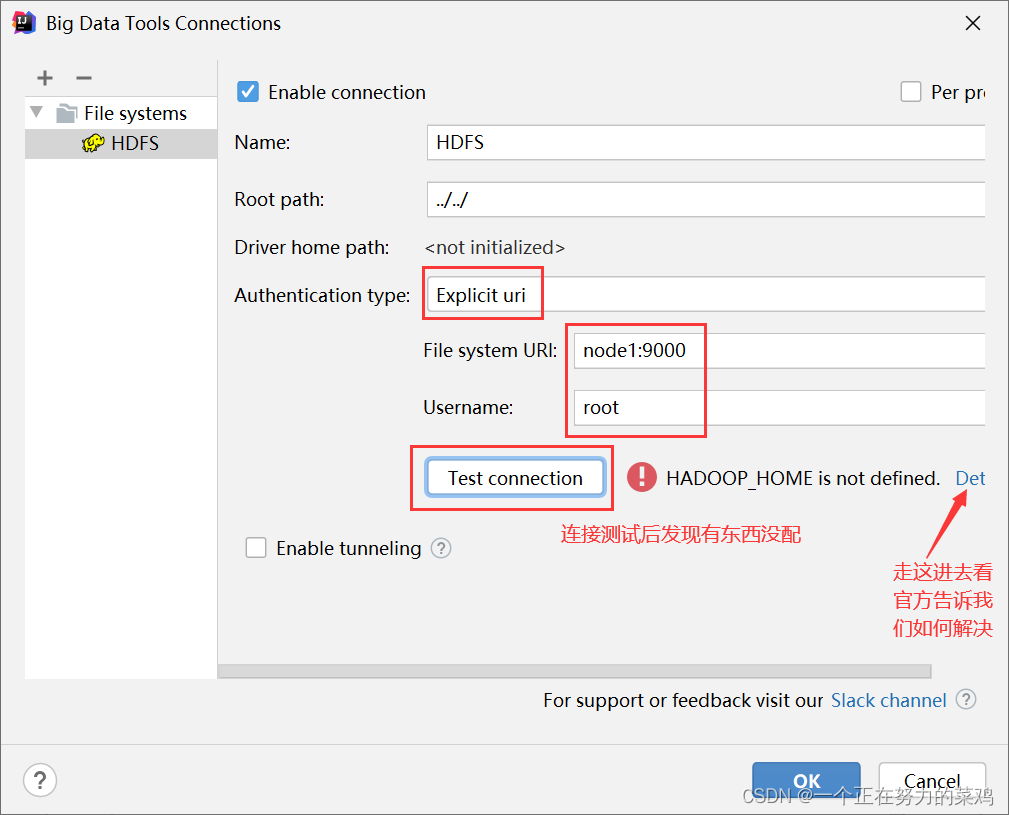 Big Data Tools Connections
Enable connection
Per pr
File systems
HDFS
Name:
HDFS
Root path:
../../
Driver home path:
<not initialized>
Authentication type:
Explicit uri
File system URI:
node1:9000
Username:
root
Test connection
HADOOP_HOME is not defined.
Det
连接测试后发现有东西没配
Enable tunneling
?
走这进去看
官方告诉我
们如何解决
For support or feedback visit our Slack channel
?
?
OK
Cancel
CSDN @一个正在努力的菜鸡